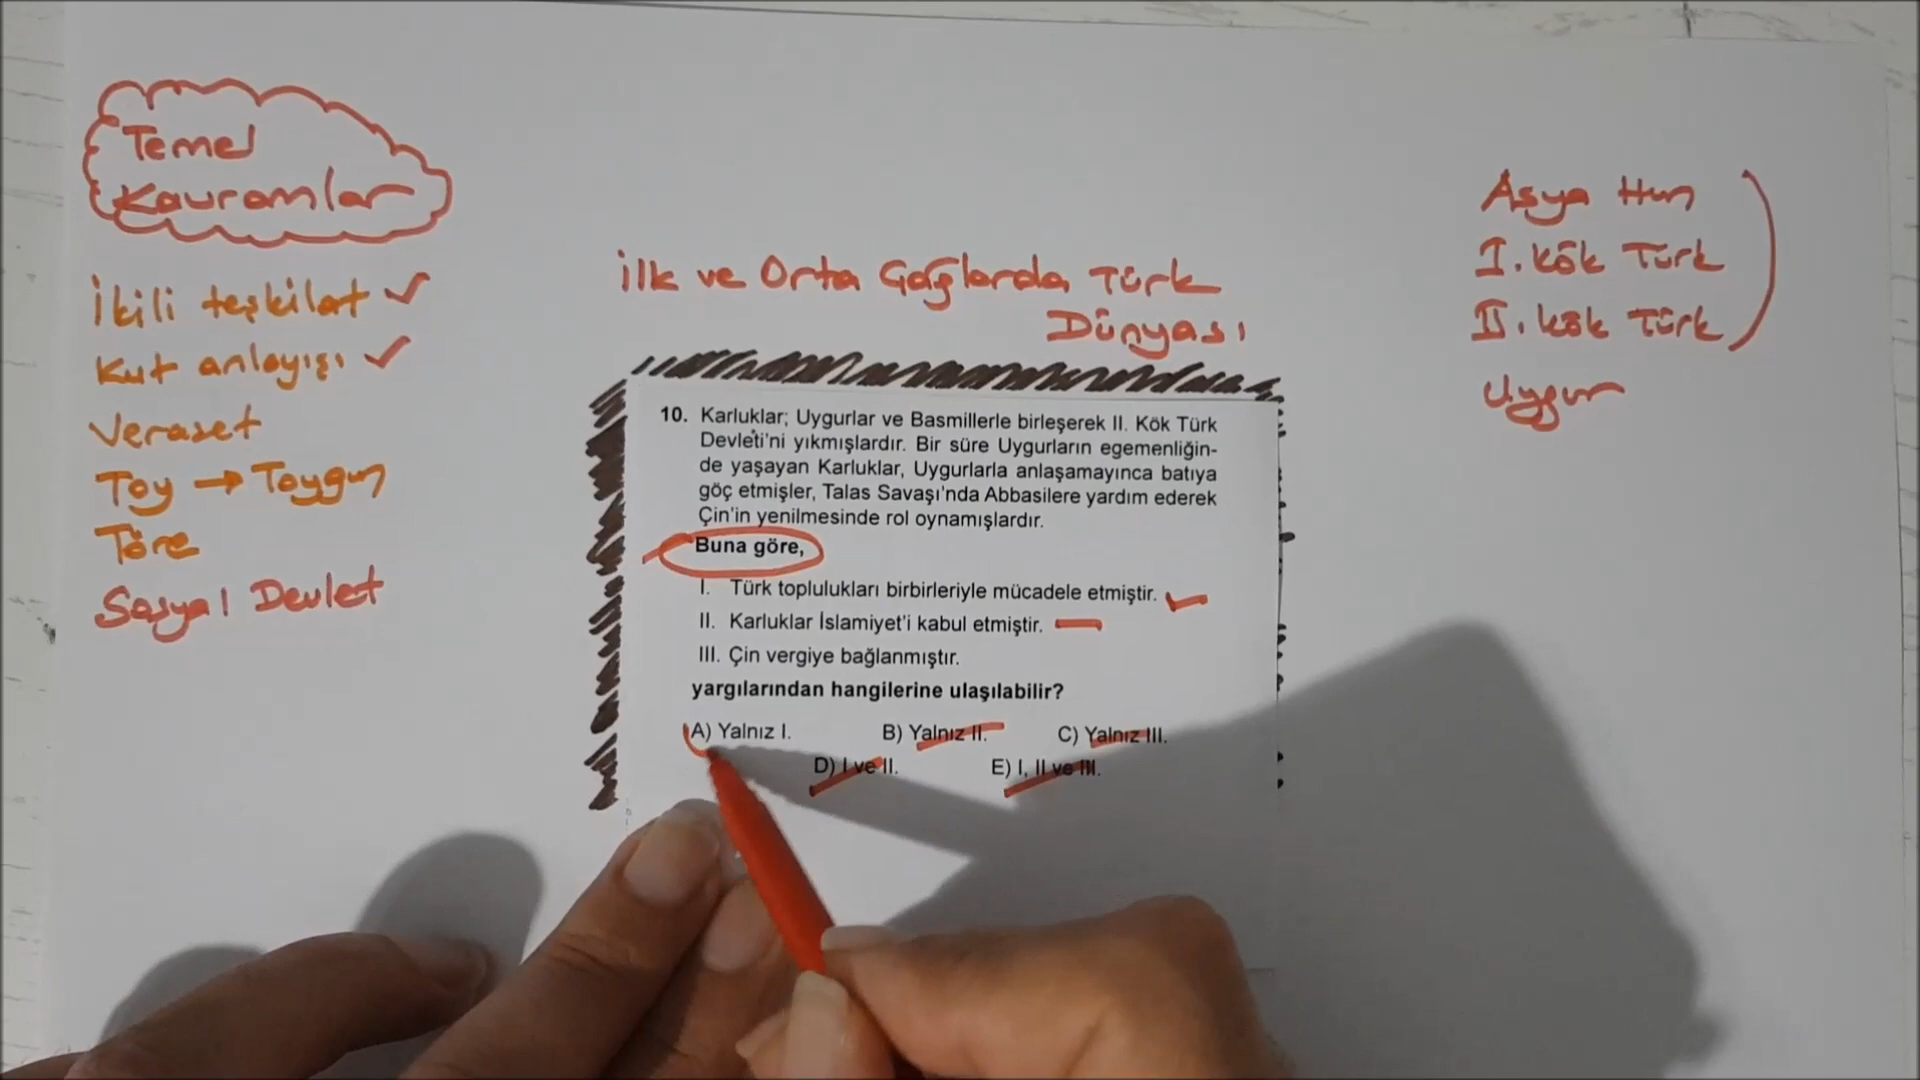 Temel
Kavramlar
İkili teşkilat
Kut anlayışı
Veraset
Toy → Toygun
Töre
Sosyal Devlet
İlk ve Orta Çağlarda Türk
Dünyası
Asya Hun
I. Kök Türk
II. Kök Türk
Uygur
10. Karluklar; Uygurlar ve Basmillerle birleşerek II. Kök Türk
Devleti'ni yıkmışlardır. Bir süre Uygurların egemenliğin-
de yaşayan Karluklar, Uygurlarla anlaşamayınca batıya
göç etmişler, Talas Savaşı'nda Abbasilere yardım ederek
Çin'in yenilmesinde rol oynamışlardır.
Buna göre,
I. Türk toplulukları birbirleriyle mücadele etmiştir.
II. Karluklar İslamiyet'i kabul etmiştir.
III. Çin vergiye bağlanmıştır.
yargılarından hangilerine ulaşılabilir?
A) Yalnız I. B) Yalnız II. C) Yalnız III.
D) I ve II. E) I, II ve III.